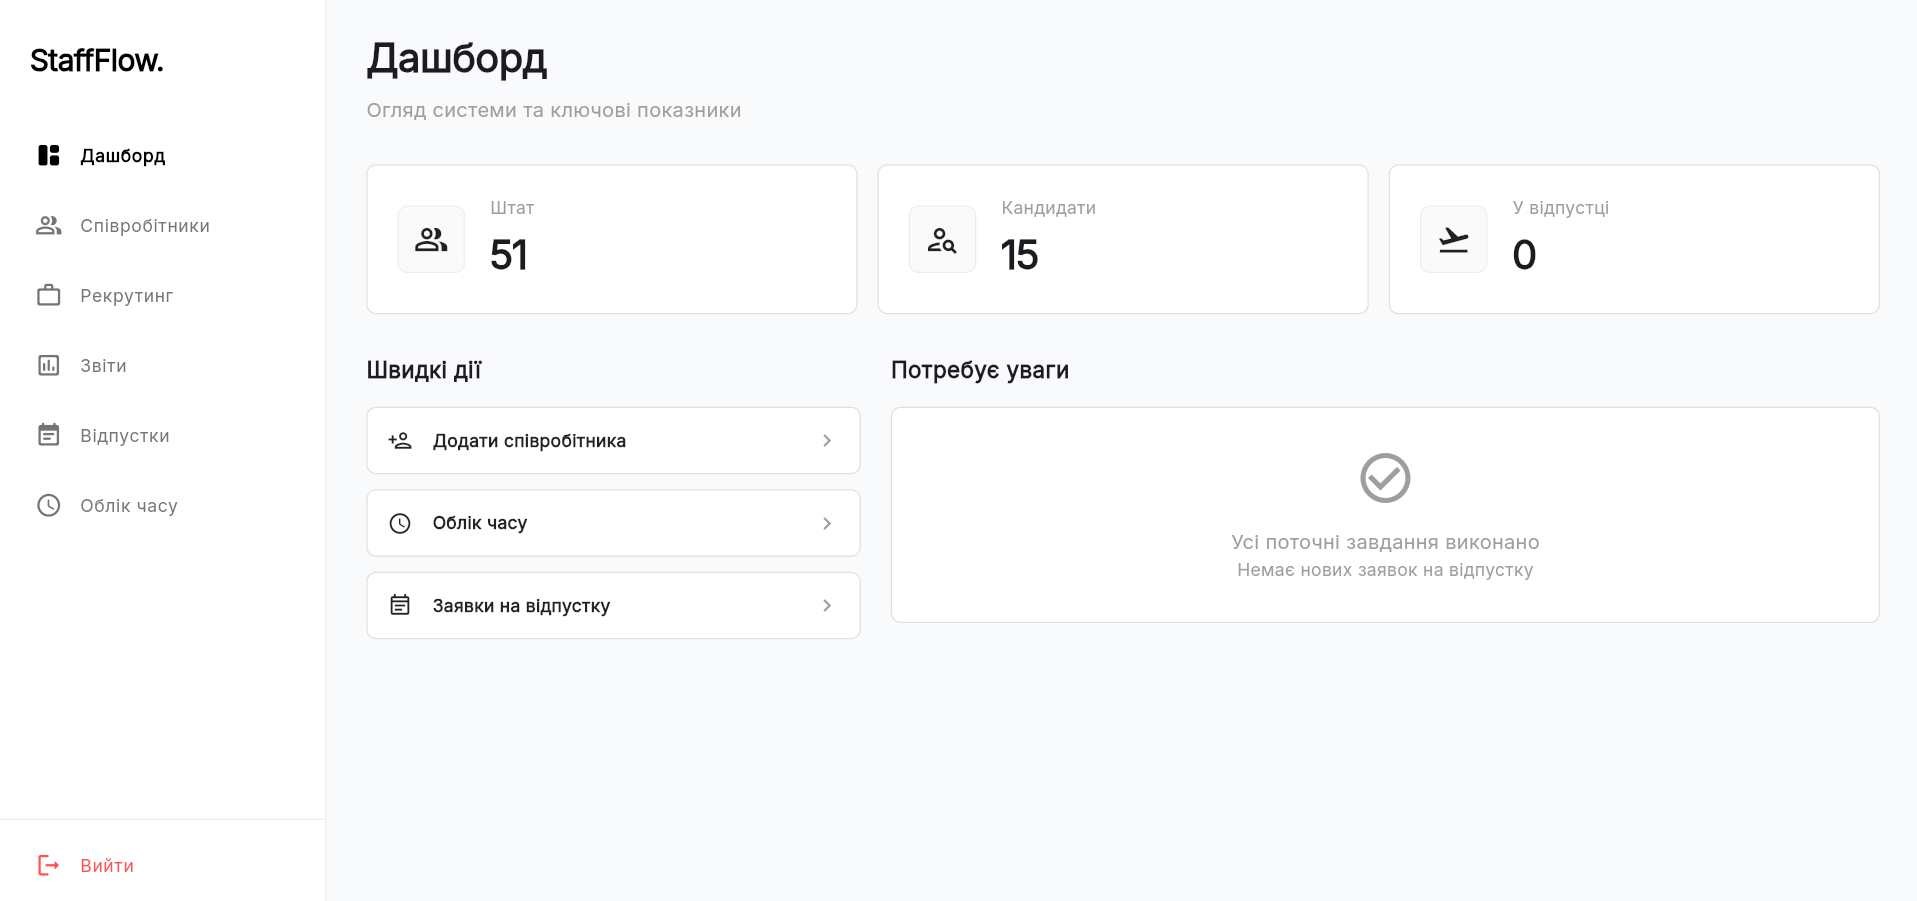 StaffFlow.
Дашборд
Співробітники
Рекрутинг
Звіти
Відпустки
Облік часу
Вийти
Дашборд
Огляд системи та ключові показники
Штат
51
Кандидати
15
У відпустці
0
Швидкі дії
Додати співробітника
Облік часу
Заявки на відпустку
Потребує уваги
Усі поточні завдання виконано
Немає нових заявок на відпустку